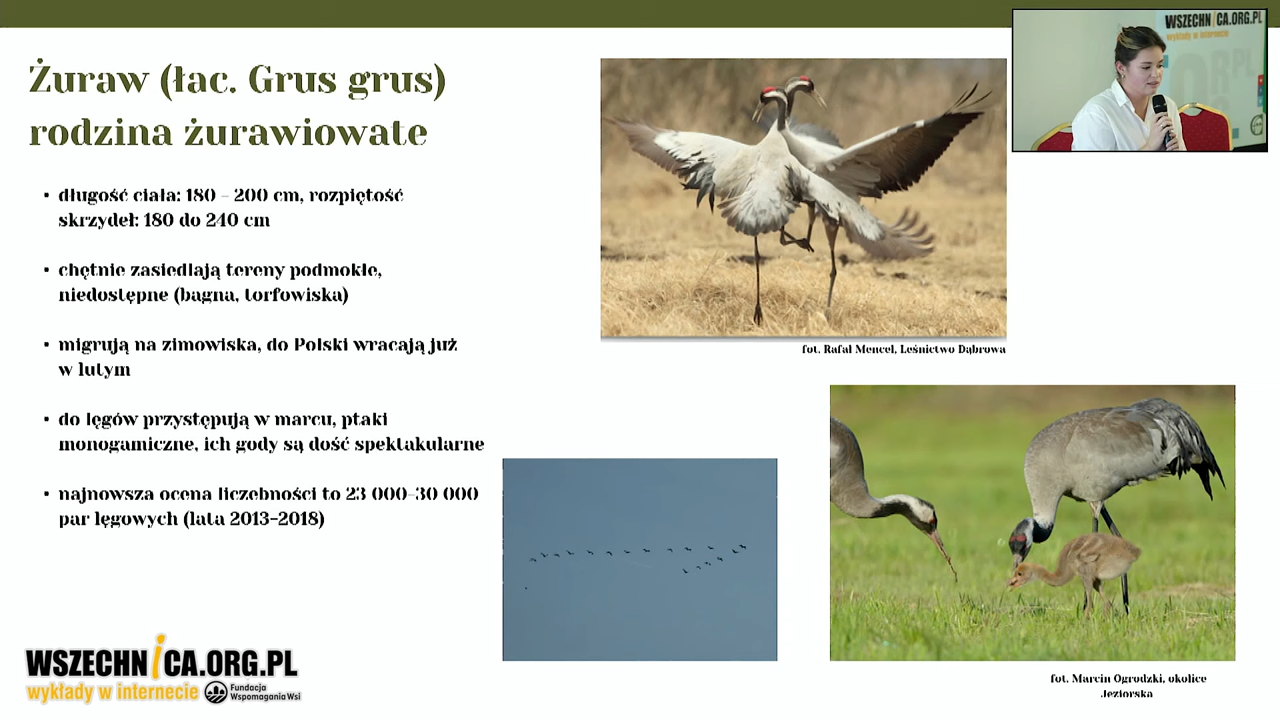 Żuraw (łac. Grus grus)
rodzina żurawiowate
• długość ciała: 180 - 200 cm, rozpiętość
skrzydeł: 180 do 240 cm
• chętnie zasiedlają tereny podmokłe,
niedostępne (bagna, torfowiska)
• migrują na zimowiska, do Polski wracają już
w lutym
• do lęgów przystępują w marcu, ptaki
monogamiczne, ich gody są dość spektakularne
• najnowsza ocena liczebności to 23 000-30 000
par lęgowych (lata 2013-2018)
fot. Rafał Mencel, Leśnictwo Dąbrowa
fot. Marcin Ogrodzki, okolice
Jeziorska
WSZECHNiCA.ORG.PL
wykłady w internecie
Fundacja
Wspomagania Wsi
WSZECHNiCA.ORG.PL
wykłady w internecie